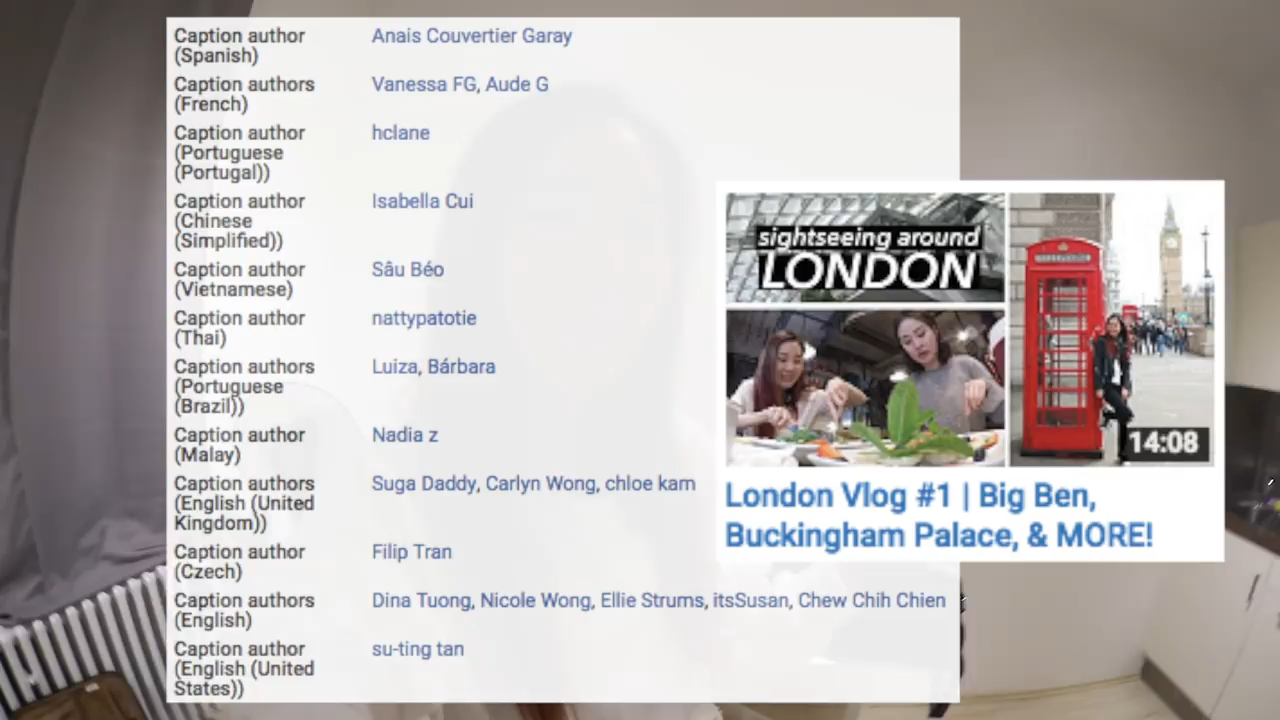 Caption author Anais Couvertier Garay
(Spanish)
Caption authors Vanessa FG, Aude G
(French)
Caption author hclane
(Portuguese
(Portugal))
Caption author Isabella Cui
(Chinese
(Simplified))
Caption author Sâu Béo
(Vietnamese)
Caption author nattypatotie
(Thai)
Caption authors Luiza, Bárbara
(Portuguese
(Brazil))
Caption author Nadia z
(Malay)
Caption authors Suga Daddy, Carlyn Wong, chloe kam
(English (United
Kingdom))
Caption author Filip Tran
(Czech)
Caption authors Dina Tuong, Nicole Wong, Ellie Strums, itsSusan, Chew Chih Chien
(English)
Caption author su-ting tan
(English (United
States))
sightseeing around
LONDON
14:08
London Vlog #1 | Big Ben,
Buckingham Palace, & MORE!